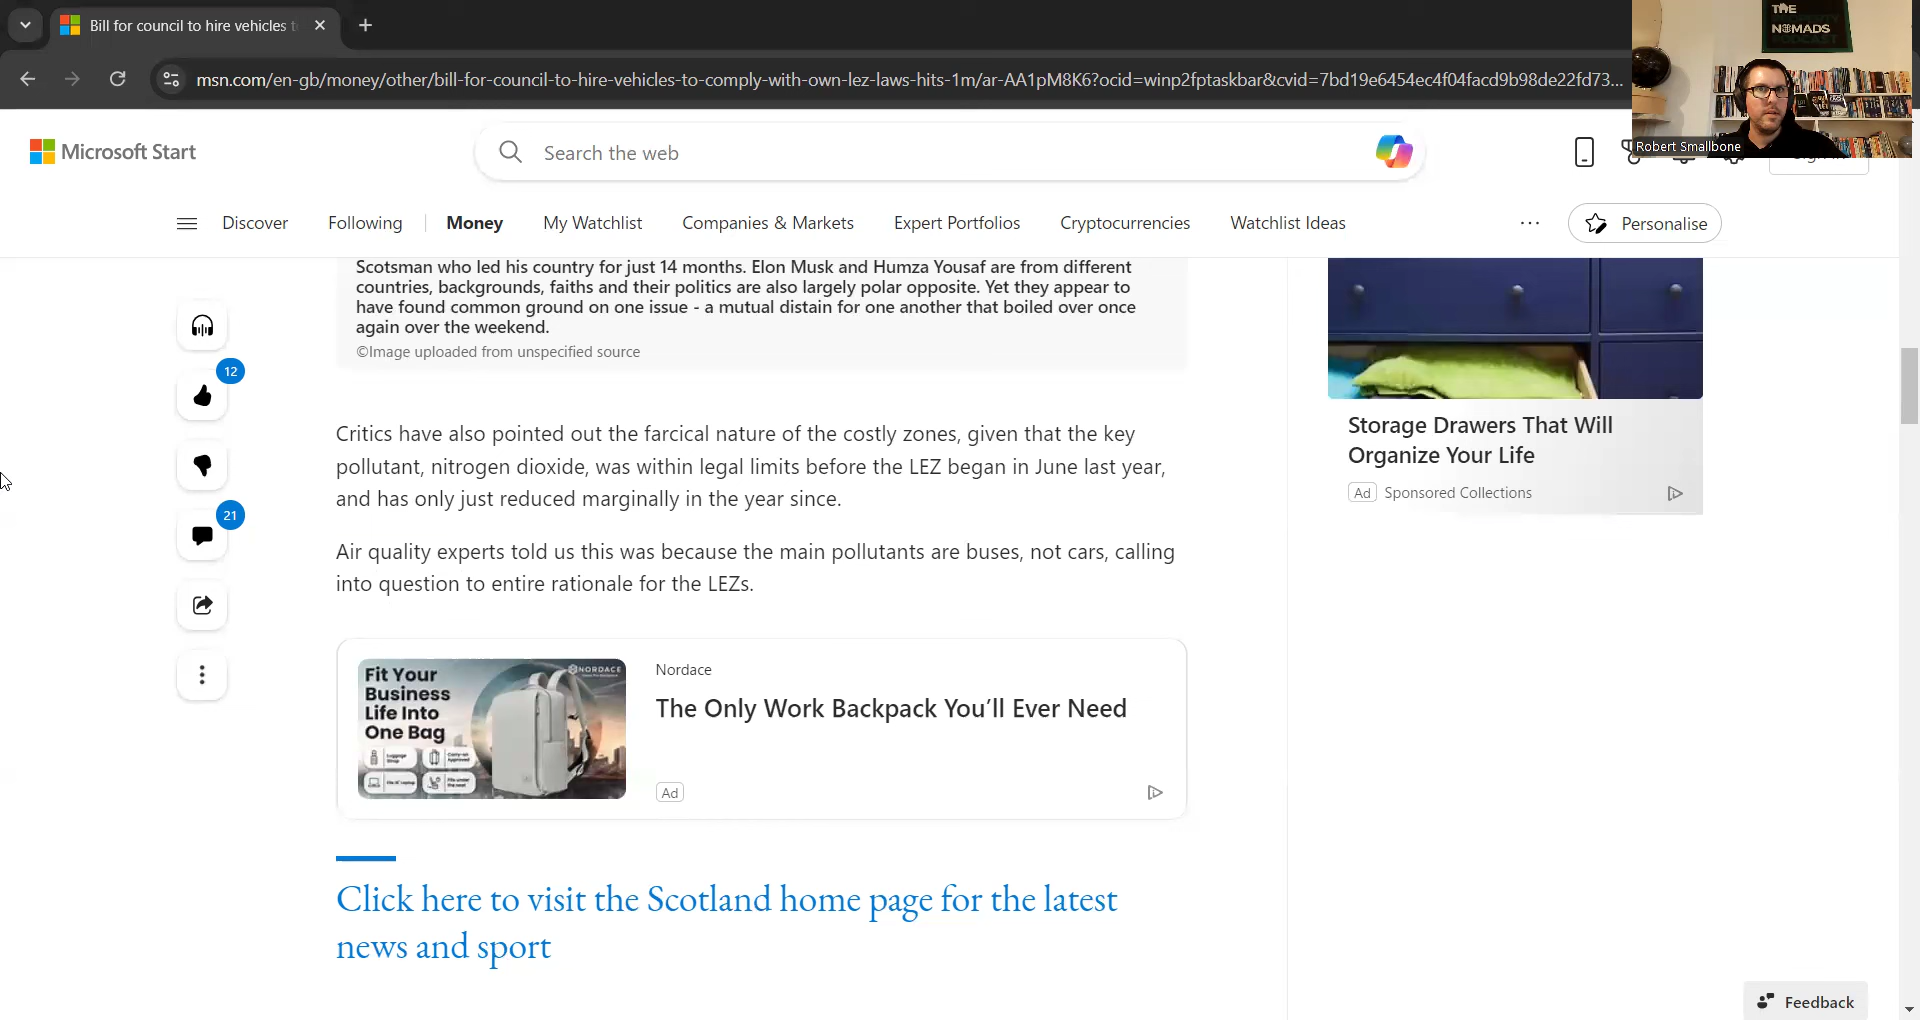 Bill for council to hire vehicles t
msn.com/en-gb/money/other/bill-for-council-to-hire-vehicles-to-comply-with-own-lez-laws-hits-1m/ar-AA1pM8K6?ocid=winp2fptaskbar&cvid=7bd19e6454ec4f04facd9b98de22fd73...
THE
NOMADS
PODCAST
Robert Smallbone
Microsoft Start
Search the web
Discover
Following
Money
My Watchlist
Companies & Markets
Expert Portfolios
Cryptocurrencies
Watchlist Ideas
Personalise
Scotsman who led his country for just 14 months. Elon Musk and Humza Yousaf are from different
countries, backgrounds, faiths and their politics are also largely polar opposite. Yet they appear to
have found common ground on one issue - a mutual distain for one another that boiled over once
again over the weekend.
©Image uploaded from unspecified source
12
21
Critics have also pointed out the farcical nature of the costly zones, given that the key
pollutant, nitrogen dioxide, was within legal limits before the LEZ began in June last year,
and has only just reduced marginally in the year since.
Air quality experts told us this was because the main pollutants are buses, not cars, calling
into question to entire rationale for the LEZs.
Storage Drawers That Will
Organize Your Life
Ad Sponsored Collections
NORDACE
Fit Your
Business
Life Into
One Bag
Nordace
The Only Work Backpack You'll Ever Need
Ad
Click here to visit the Scotland home page for the latest
news and sport
Feedback